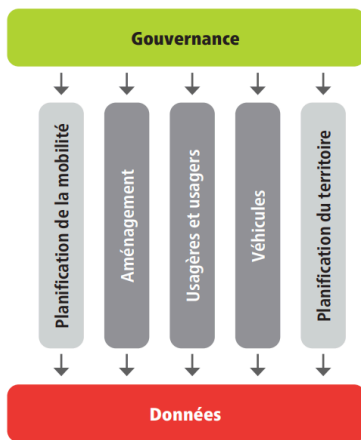 Gouvernance
Planification de la mobilité
Aménagement
Usagères et usagers
Véhicules
Planification du territoire
Données